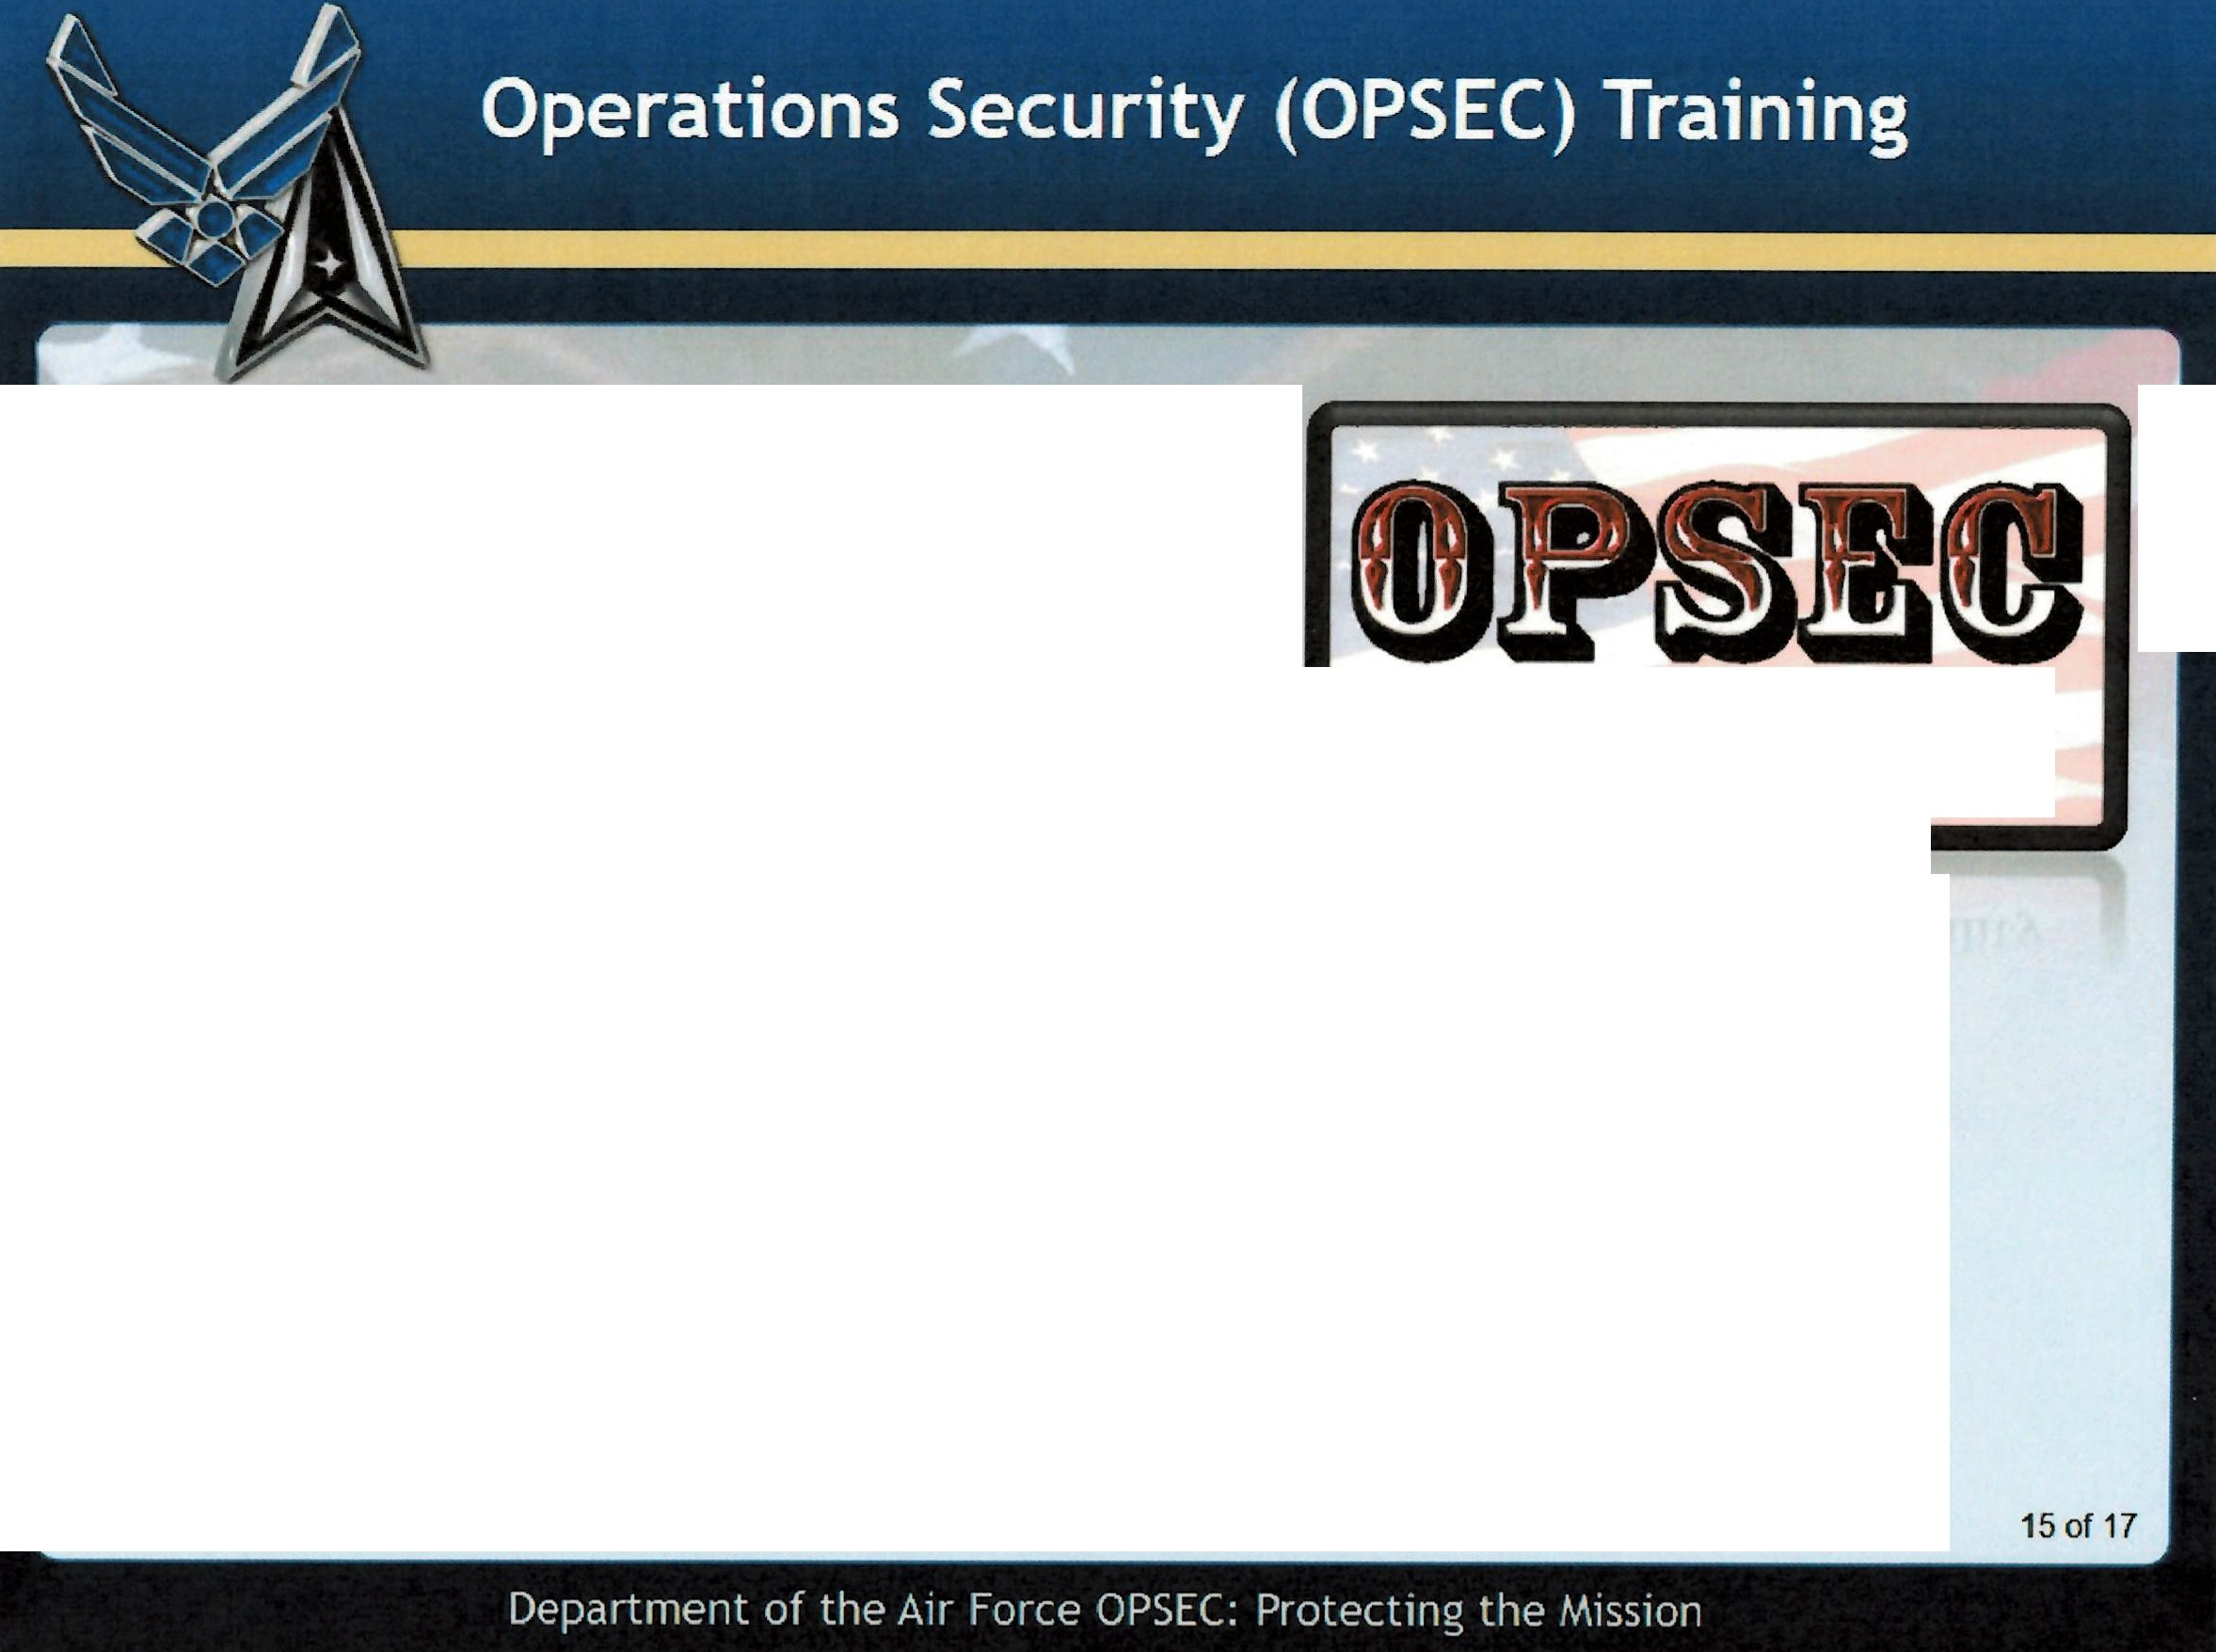 Operations Security (OPSEC) Training
OPSEC
15 of 17
Department of the Air Force OPSEC: Protecting the Mission